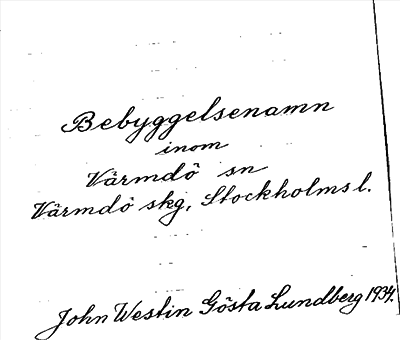 Bebyggelsenamn
inom
Värmdö sn
Värmdö skg, Stockholms l.
John Westin Gösta Lundberg 1934.